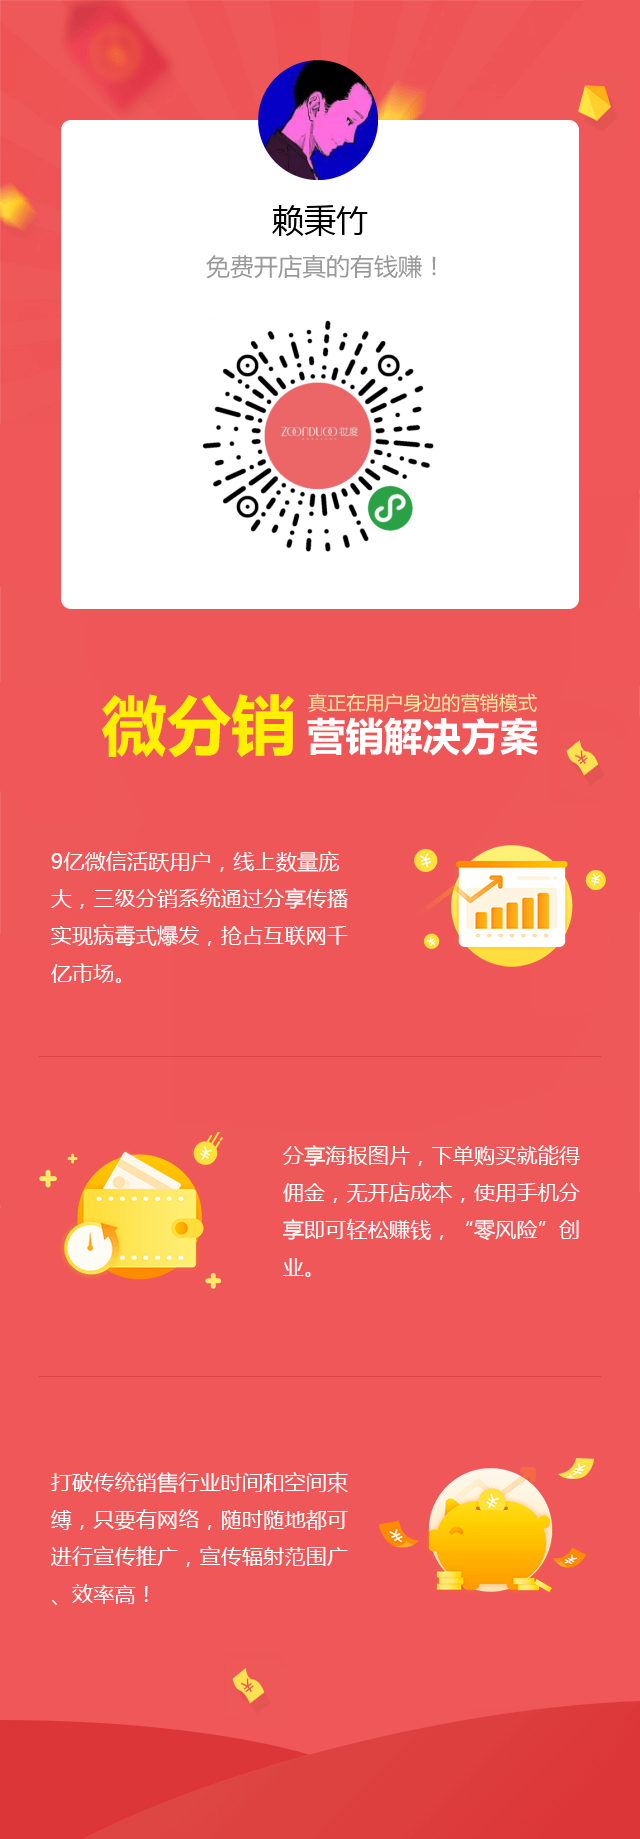 赖秉竹
免费开店真的有钱赚！
ZOONDUOO 拡度
微分销
真正在用户身边的营销模式
营销解决方案
9亿微信活跃用户，线上数量庞
大，三级分销系统通过分享传播
实现病毒式爆发，抢占互联网千
亿市场。
分享海报图片，下单购买就能得
佣金，无开店成本，使用手机分
享即可轻松赚钱，“零风险”创
业。
打破传统销售行业时间和空间束
缚，只要有网络，随时随地都可
进行宣传推广，宣传辐射范围广
、效率高！